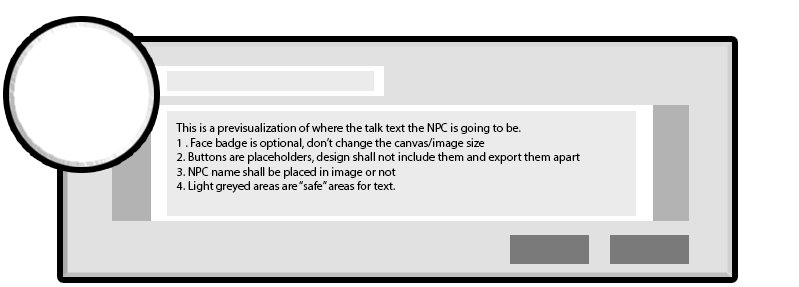 This is a previsualization of where the talk text the NPC is going to be.
1 . Face badge is optional, don't change the canvas/image size
2. Buttons are placeholders, design shall not include them and export them apart
3. NPC name shall be placed in image or not
4. Light greyed areas are "safe" areas for text.